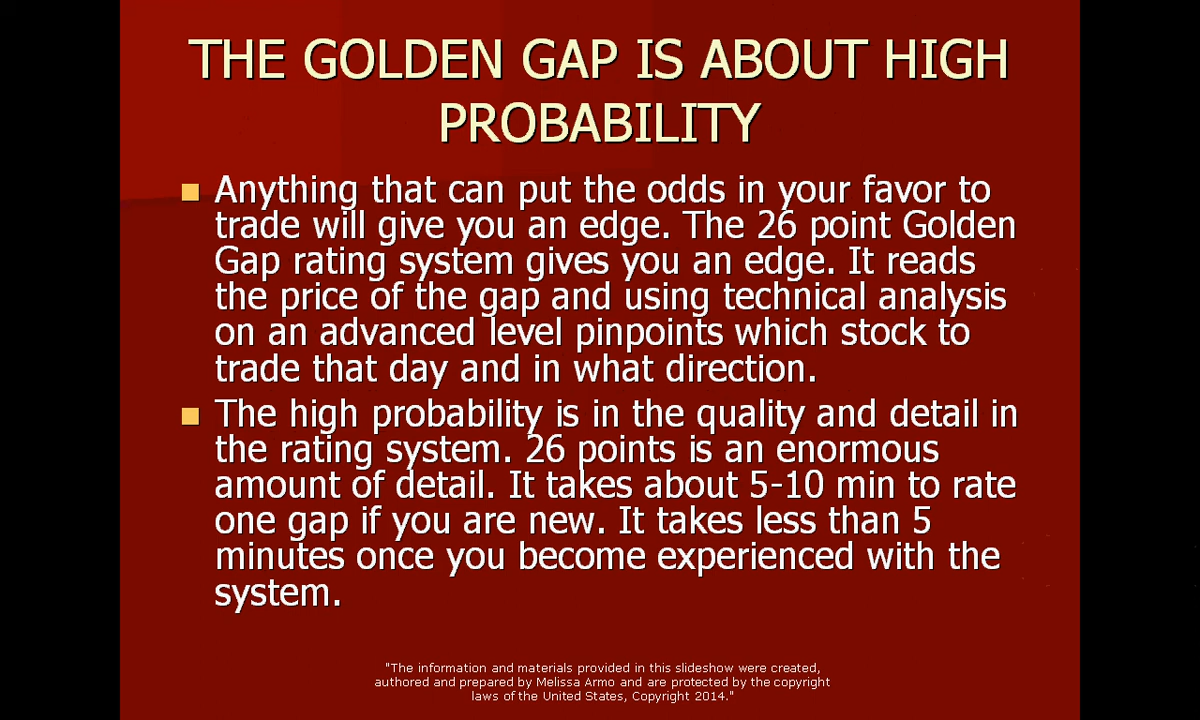 THE GOLDEN GAP IS ABOUT HIGH
PROBABILITY
Anything that can put the odds in your favor to
trade will give you an edge. The 26 point Golden
Gap rating system gives you an edge. It reads
the price of the gap and using technical analysis
on an advanced level pinpoints which stock to
trade that day and in what direction.
The high probability is in the quality and detail in
the rating system. 26 points is an enormous
amount of detail. It takes about 5-10 min to rate
one gap if you are new. It takes less than 5
minutes once you become experienced with the
system.
"The information and materials provided in this slideshow were created,
authored and prepared by Melissa Armo and are protected by the copyright
laws of the United States, Copyright 2014."